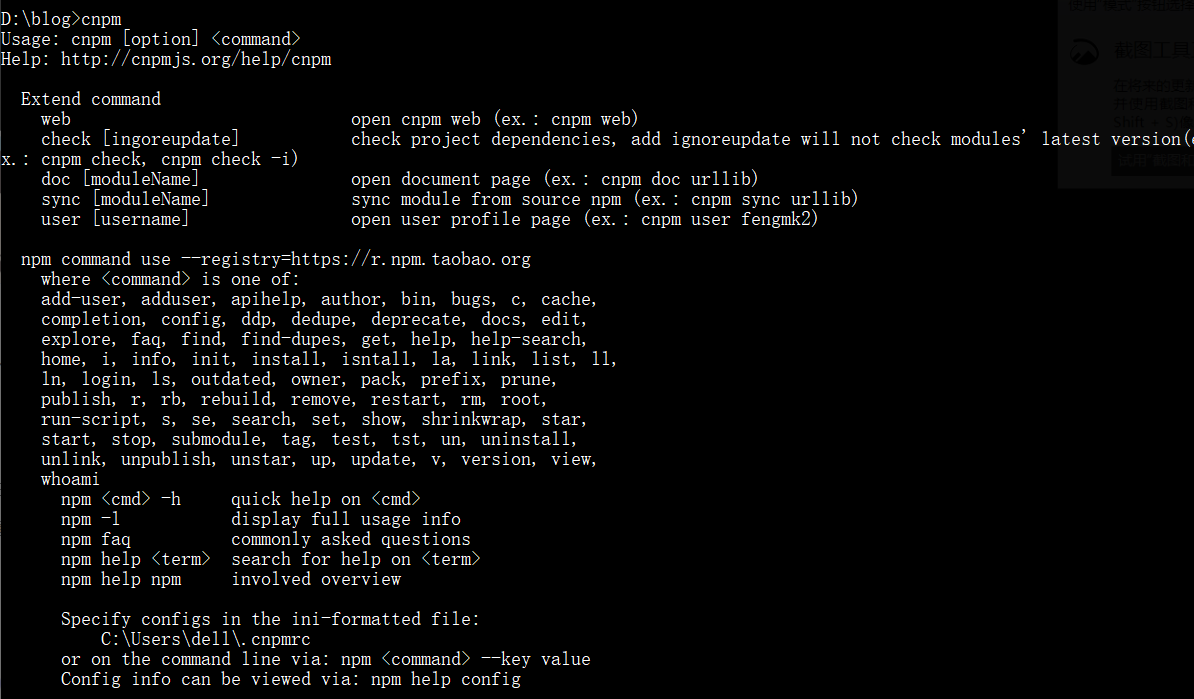 D:\blog>cnpm
Usage: cnpm [option] <command>
Help: http://cnpmjs.org/help/cnpm
Extend command
web open cnpm web (ex.: cnpm web)
check [ingoreupdate] check project dependencies, add ignoreupdate will not check modules' latest version(e
x.: cnpm check, cnpm check -i)
doc [moduleName] open document page (ex.: cnpm doc urllib)
sync [moduleName] sync module from source npm (ex.: cnpm sync urllib)
user [username] open user profile page (ex.: cnpm user fengmk2)
npm command use --registry=https://r.npm.taobao.org
where <command> is one of:
add-user, adduser, apihelp, author, bin, bugs, c, cache,
completion, config, ddp, dedupe, deprecate, docs, edit,
explore, faq, find, find-dupes, get, help, help-search,
home, i, info, init, install, isntall, la, link, list, ll,
ln, login, ls, outdated, owner, pack, prefix, prune,
publish, r, rb, rebuild, remove, restart, rm, root,
run-script, s, se, search, set, show, shrinkwrap, star,
start, stop, submodule, tag, test, tst, un, uninstall,
unlink, unpublish, unstar, up, update, v, version, view,
whoami
npm <cmd> -h quick help on <cmd>
npm -l display full usage info
npm faq commonly asked questions
npm help <term> search for help on <term>
npm help npm involved overview
Specify configs in the ini-formatted file:
C:\Users\dell\.cnpmrc
or on the command line via: npm <command> --key value
Config info can be viewed via: npm help config
截图工具